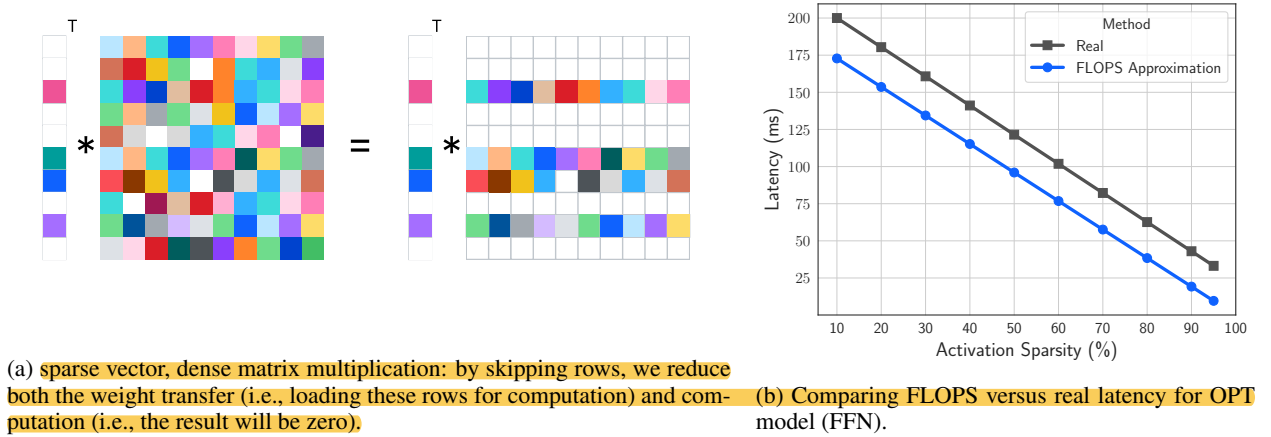 T
*
=
T
*
(a) sparse vector, dense matrix multiplication: by skipping rows, we reduce
both the weight transfer (i.e., loading these rows for computation) and com-
putation (i.e., the result will be zero).
200
175
150
125
100
75
50
25
Latency (ms)
Method
Real
FLOPS Approximation
10 20 30 40 50 60 70 80 90 100
Activation Sparsity (%)
(b) Comparing FLOPS versus real latency for OPT
model (FFN).